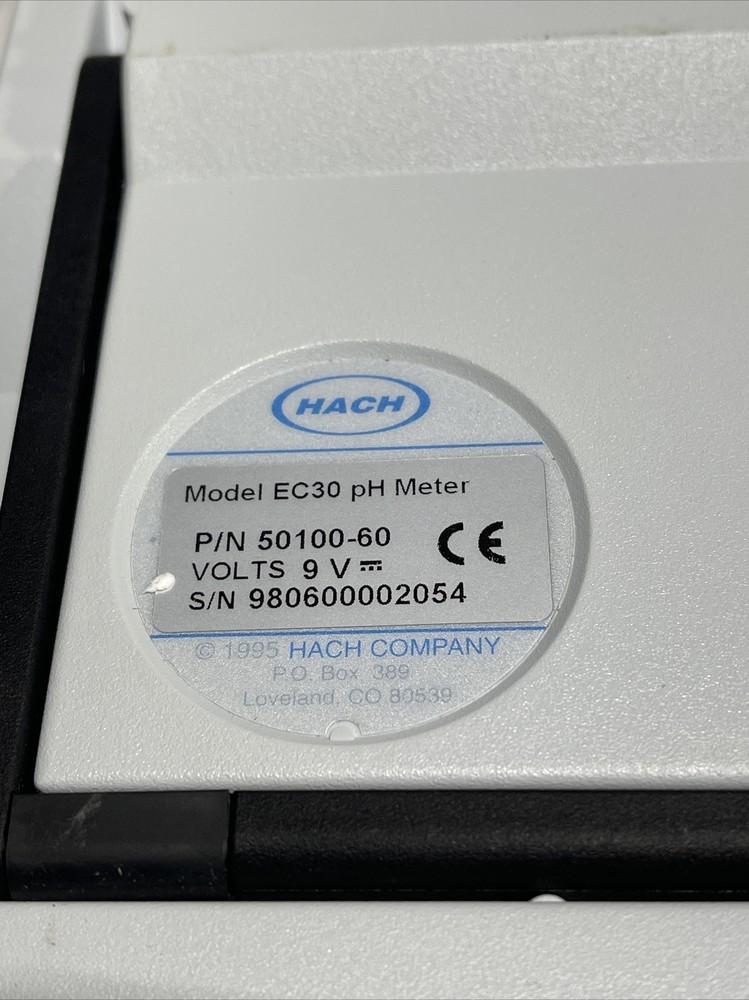 HACH
Model EC30 pH Meter
P/N 50100-60
CE
VOLTS 9 V ⎓
S/N 980600002054
© 1995 HACH COMPANY
P.O. Box 389
Loveland, CO 80539